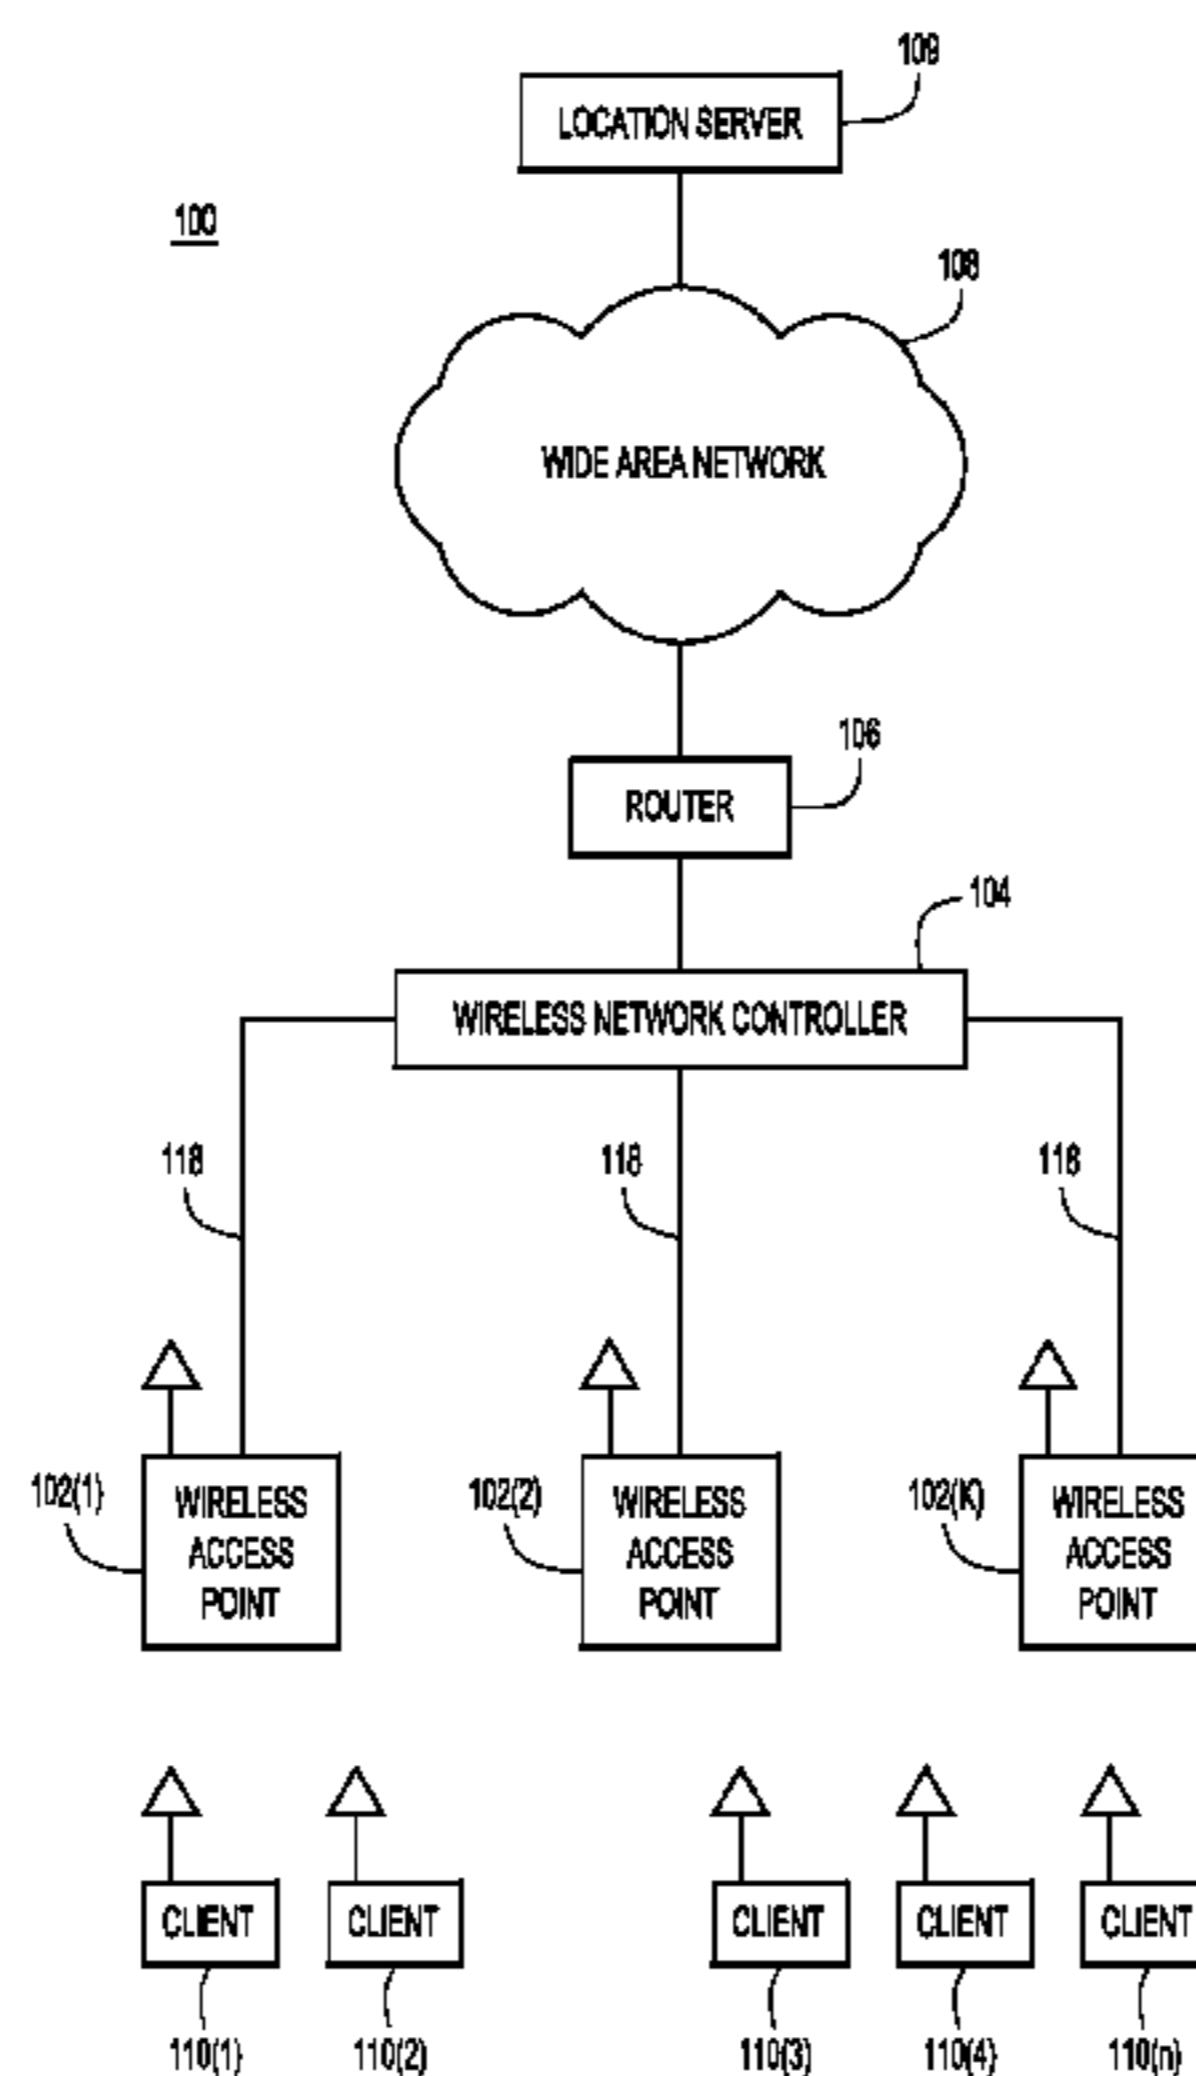 109
LOCATION SERVER
100
108
WIDE AREA NETWORK
106
ROUTER
104
WIRELESS NETWORK CONTROLLER
118 118 118
102(1) 102(2) 102(K)
WIRELESS WIRELESS WIRELESS
ACCESS ACCESS ACCESS
POINT POINT POINT
CLIENT CLIENT CLIENT CLIENT CLIENT
110(1) 110(2) 110(3) 110(4) 110(n)